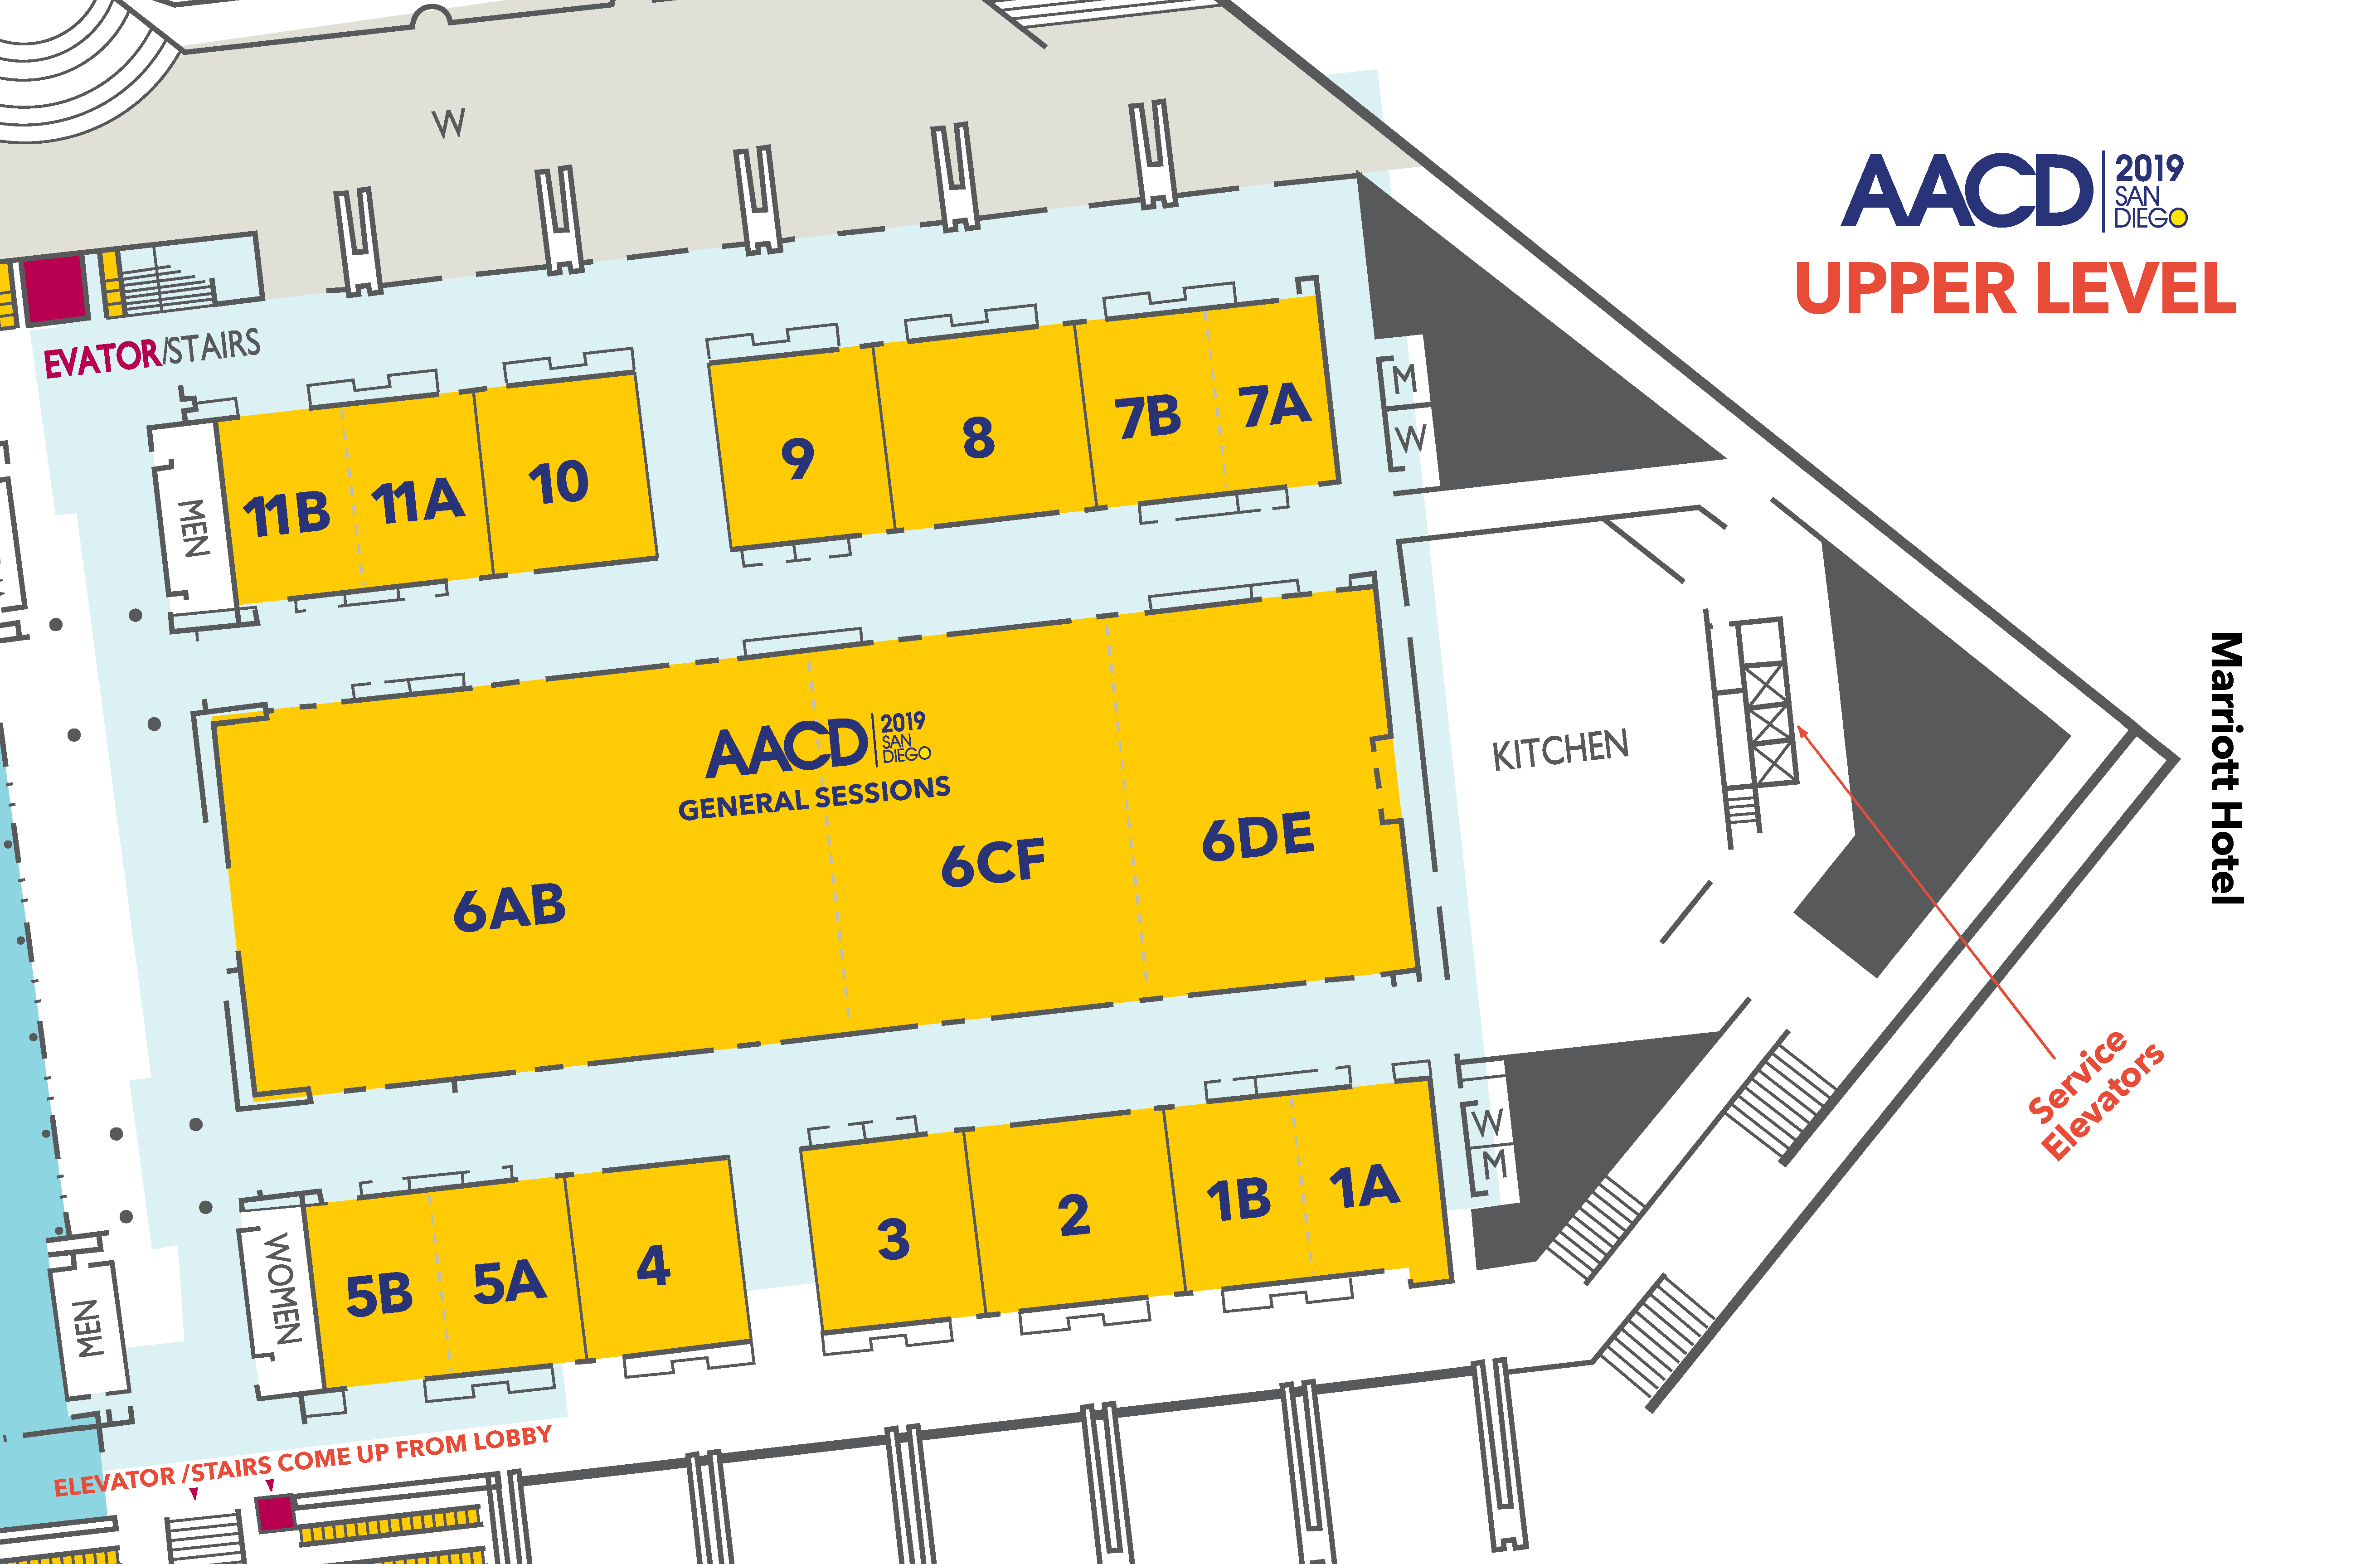 W
AACD 2019
SAN
DIEGO
UPPER LEVEL
EVATOR/STAIRS
M
W
7A
7B
8
9
10
11A
11B
MEN
Marriott Hotel
AACD 2019
SAN
DIEGO
GENERAL SESSIONS
KITCHEN
6DE
6CF
6AB
Service
Elevators
W
M
1A
1B
2
3
4
5A
5B
WOMEN
MEN
ELEVATOR /STAIRS COME UP FROM LOBBY